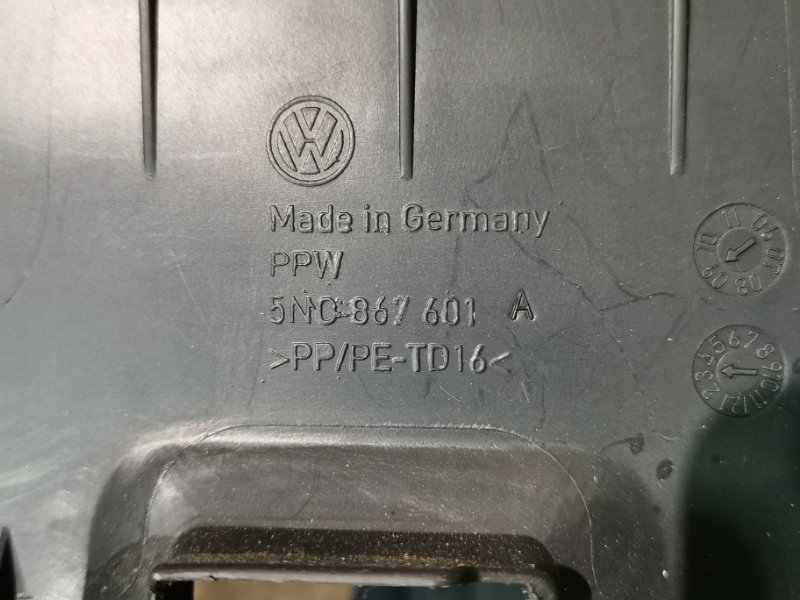 Made in Germany
PPW
5N0 867 601 A
>PP/PE-TD16<